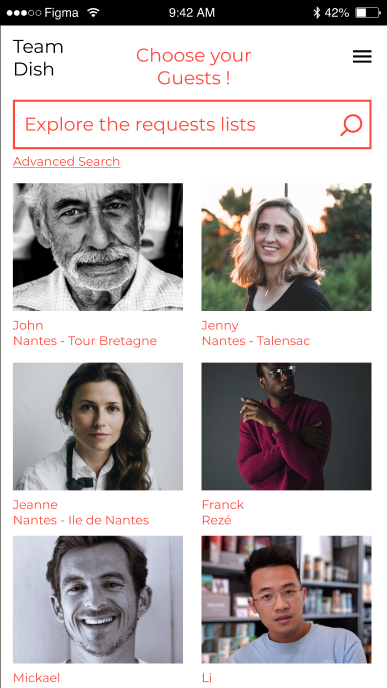 Figma 9:42 AM 42%
Team
Dish
Choose your
Guests !
Explore the requests lists
Advanced Search
John
Nantes - Tour Bretagne
Jenny
Nantes - Talensac
Jeanne
Nantes - Ile de Nantes
Franck
Rezé
Mickael
Li